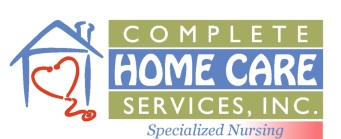 COMPLETE
HOME CARE
SERVICES, INC.
Specialized Nursing